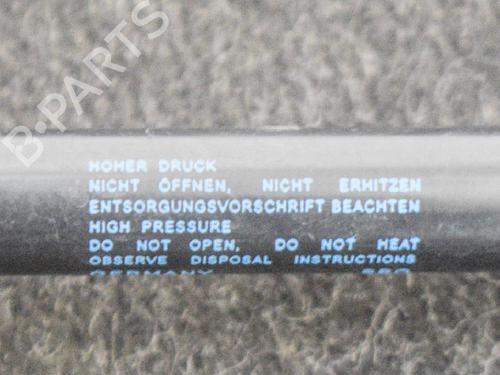 B-PARTS
HOHER DRUCK
NICHT ÖFFNEN, NICHT ERHITZEN
ENTSORGUNGSVORSCHRIFT BEACHTEN
HIGH PRESSURE
DO NOT OPEN, DO NOT HEAT
OBSERVE DISPOSAL INSTRUCTIONS
GERMANY